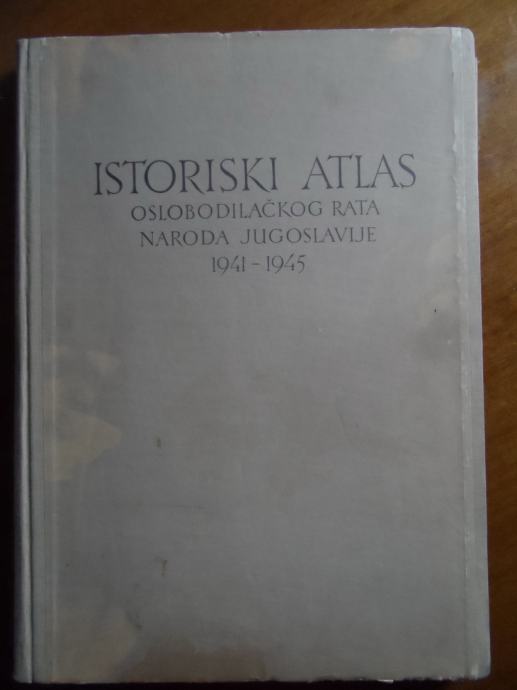 ISTORISKI ATLAS
OSLOBODILAČKOG RATA
NARODA JUGOSLAVIJE
1941-1945